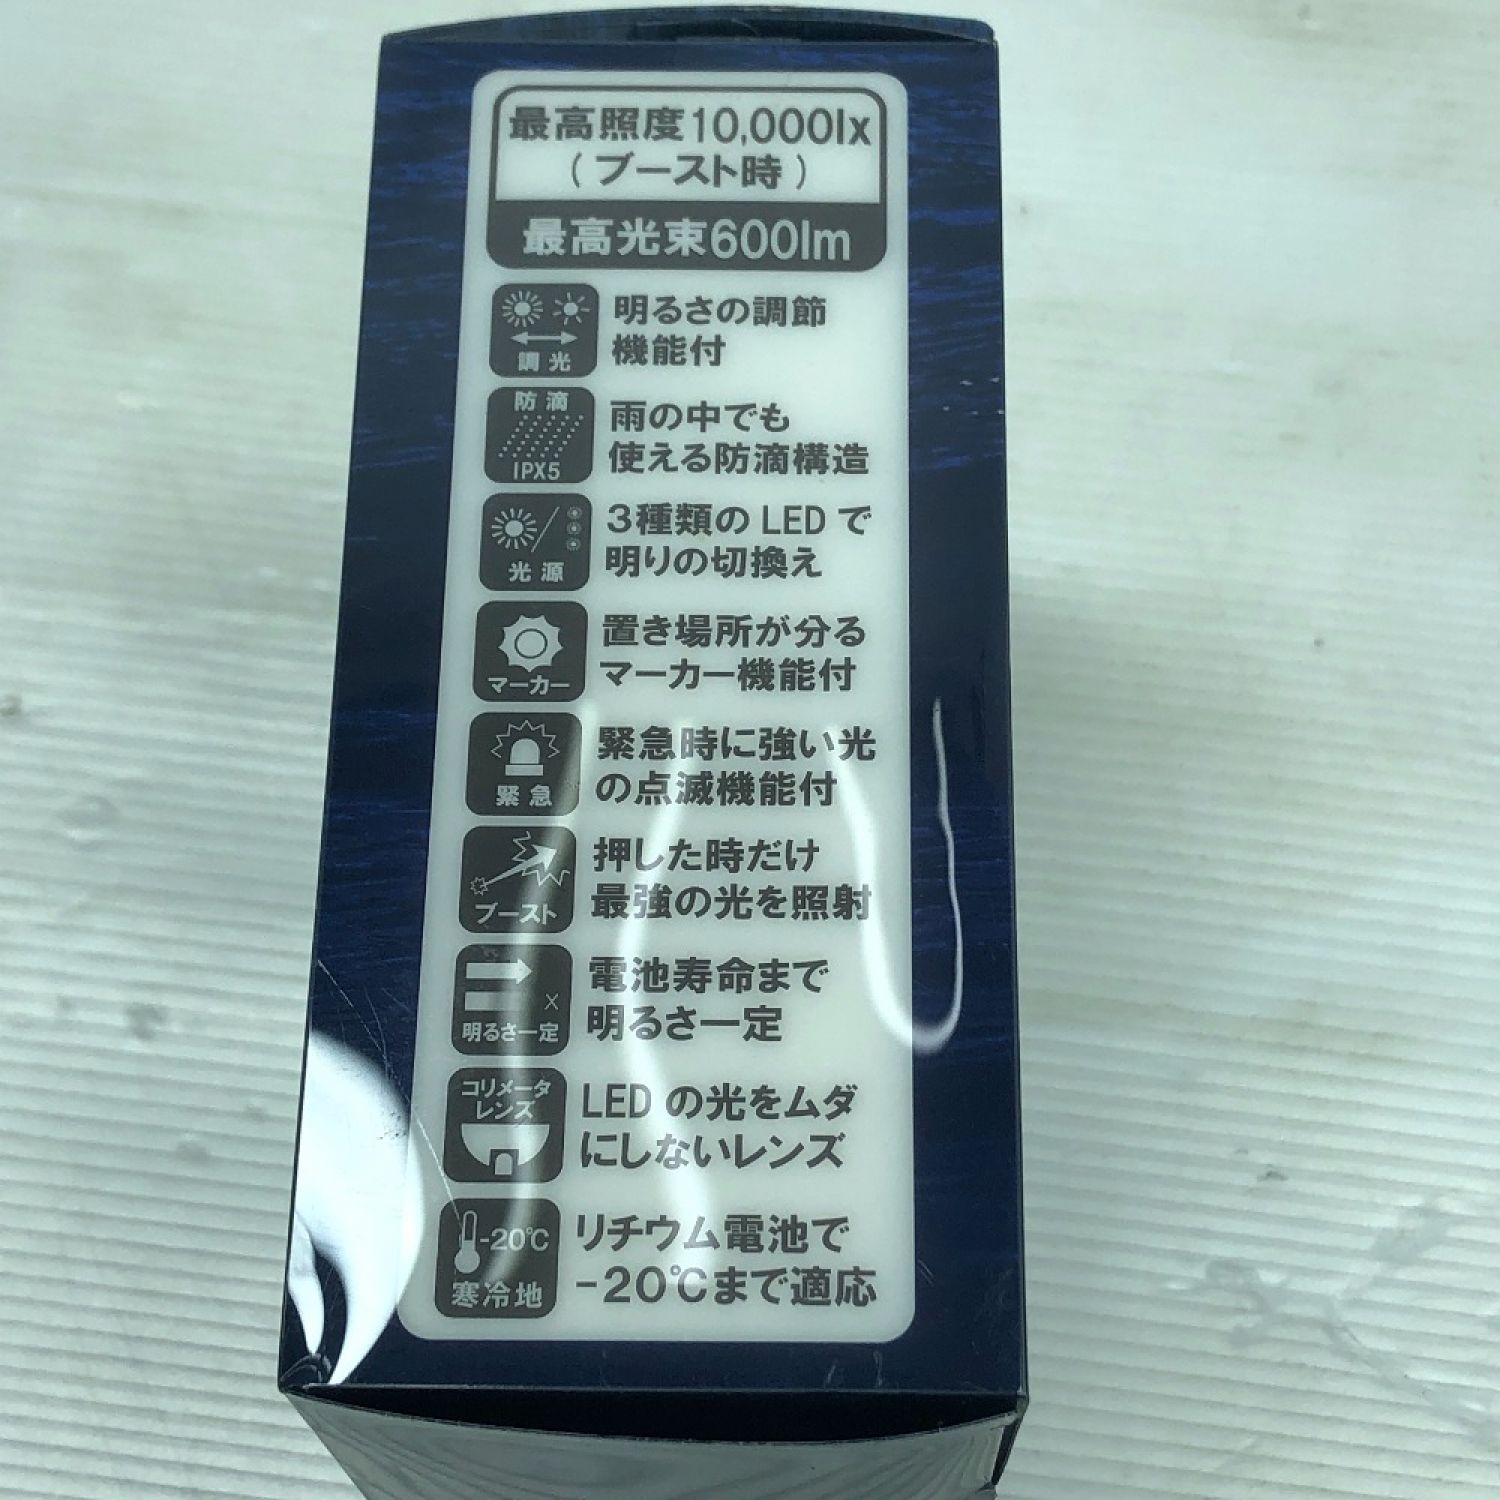 最高照度10,000lx
(ブースト時)
最高光束600lm
調光
明るさの調節
機能付
防滴
IPX5
雨の中でも
使える防滴構造
光源
3種類のLEDで
明りの切換え
マーカー
置き場所が分る
マーカー機能付
緊急
緊急時に強い光
の点滅機能付
ブースト
押した時だけ
最強の光を照射
明るさ一定
電池寿命まで
明るさ一定
コリメータ
レンズ
LEDの光をムダ
にしないレンズ
-20℃
寒冷地
リチウム電池で
-20℃まで適応